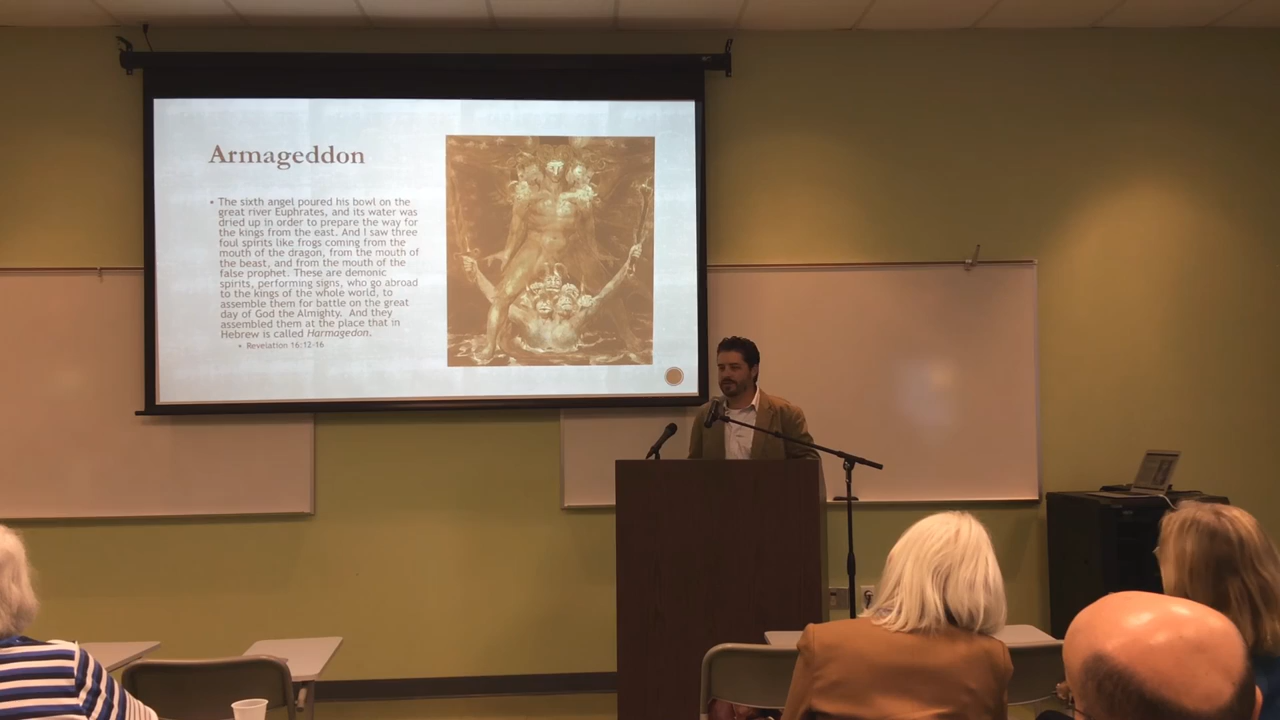 Armageddon
• The sixth angel poured his bowl on the
great river Euphrates, and its water was
dried up in order to prepare the way for
the kings from the east. And I saw three
foul spirits like frogs coming from the
mouth of the dragon, from the mouth of
the beast, and from the mouth of the
false prophet. These are demonic
spirits, performing signs, who go abroad
to the kings of the whole world, to
assemble them for battle on the great
day of God the Almighty. And they
assembled them at the place that in
Hebrew is called Harmagedon.
• Revelation 16:12-16